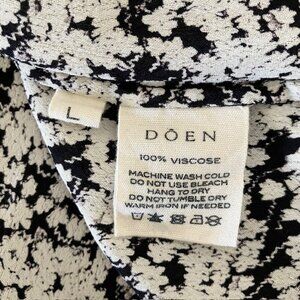 L
DÔEN
100% VISCOSE
MACHINE WASH COLD
DO NOT USE BLEACH
HANG TO DRY
DO NOT TUMBLE DRY
WARM IRON IF NEEDED